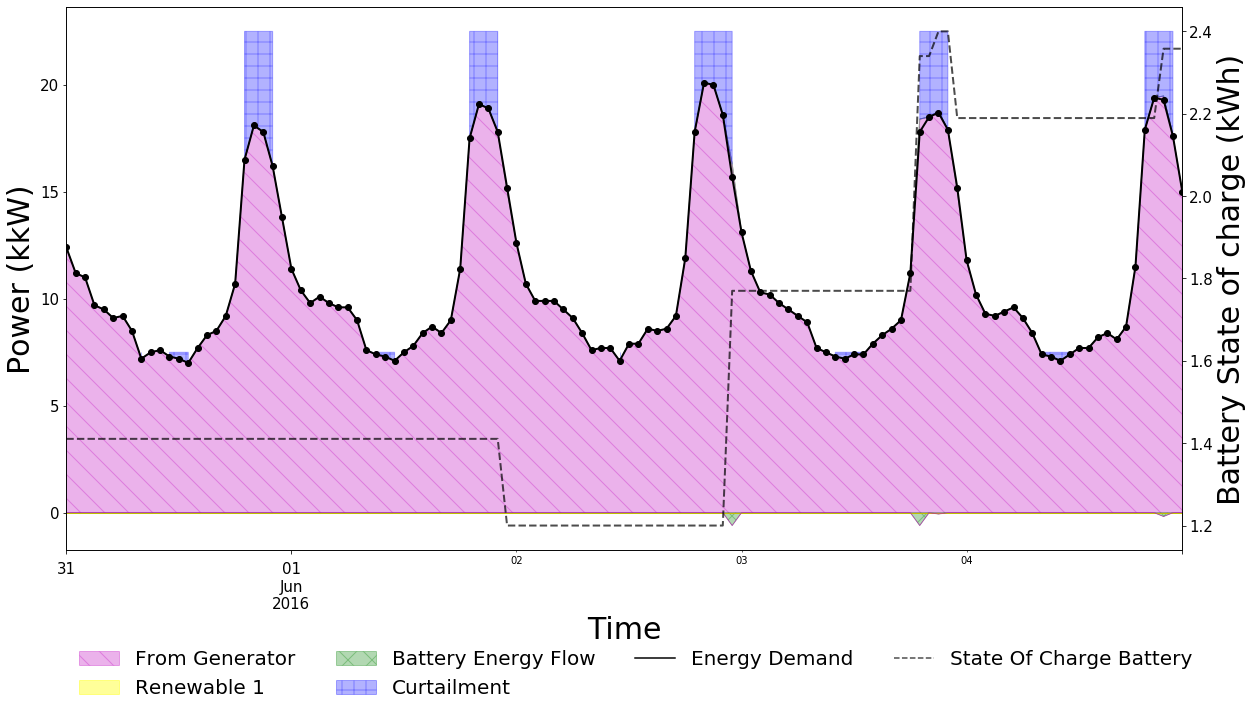 Power (kkW)
20
15
10
5
0
2.4
2.2
2.0
1.8
1.6
1.4
1.2
Battery State of charge (kWh)
31
01
Jun
2016
02
03
04
Time
From Generator
Battery Energy Flow
Energy Demand
State Of Charge Battery
Renewable 1
Curtailment